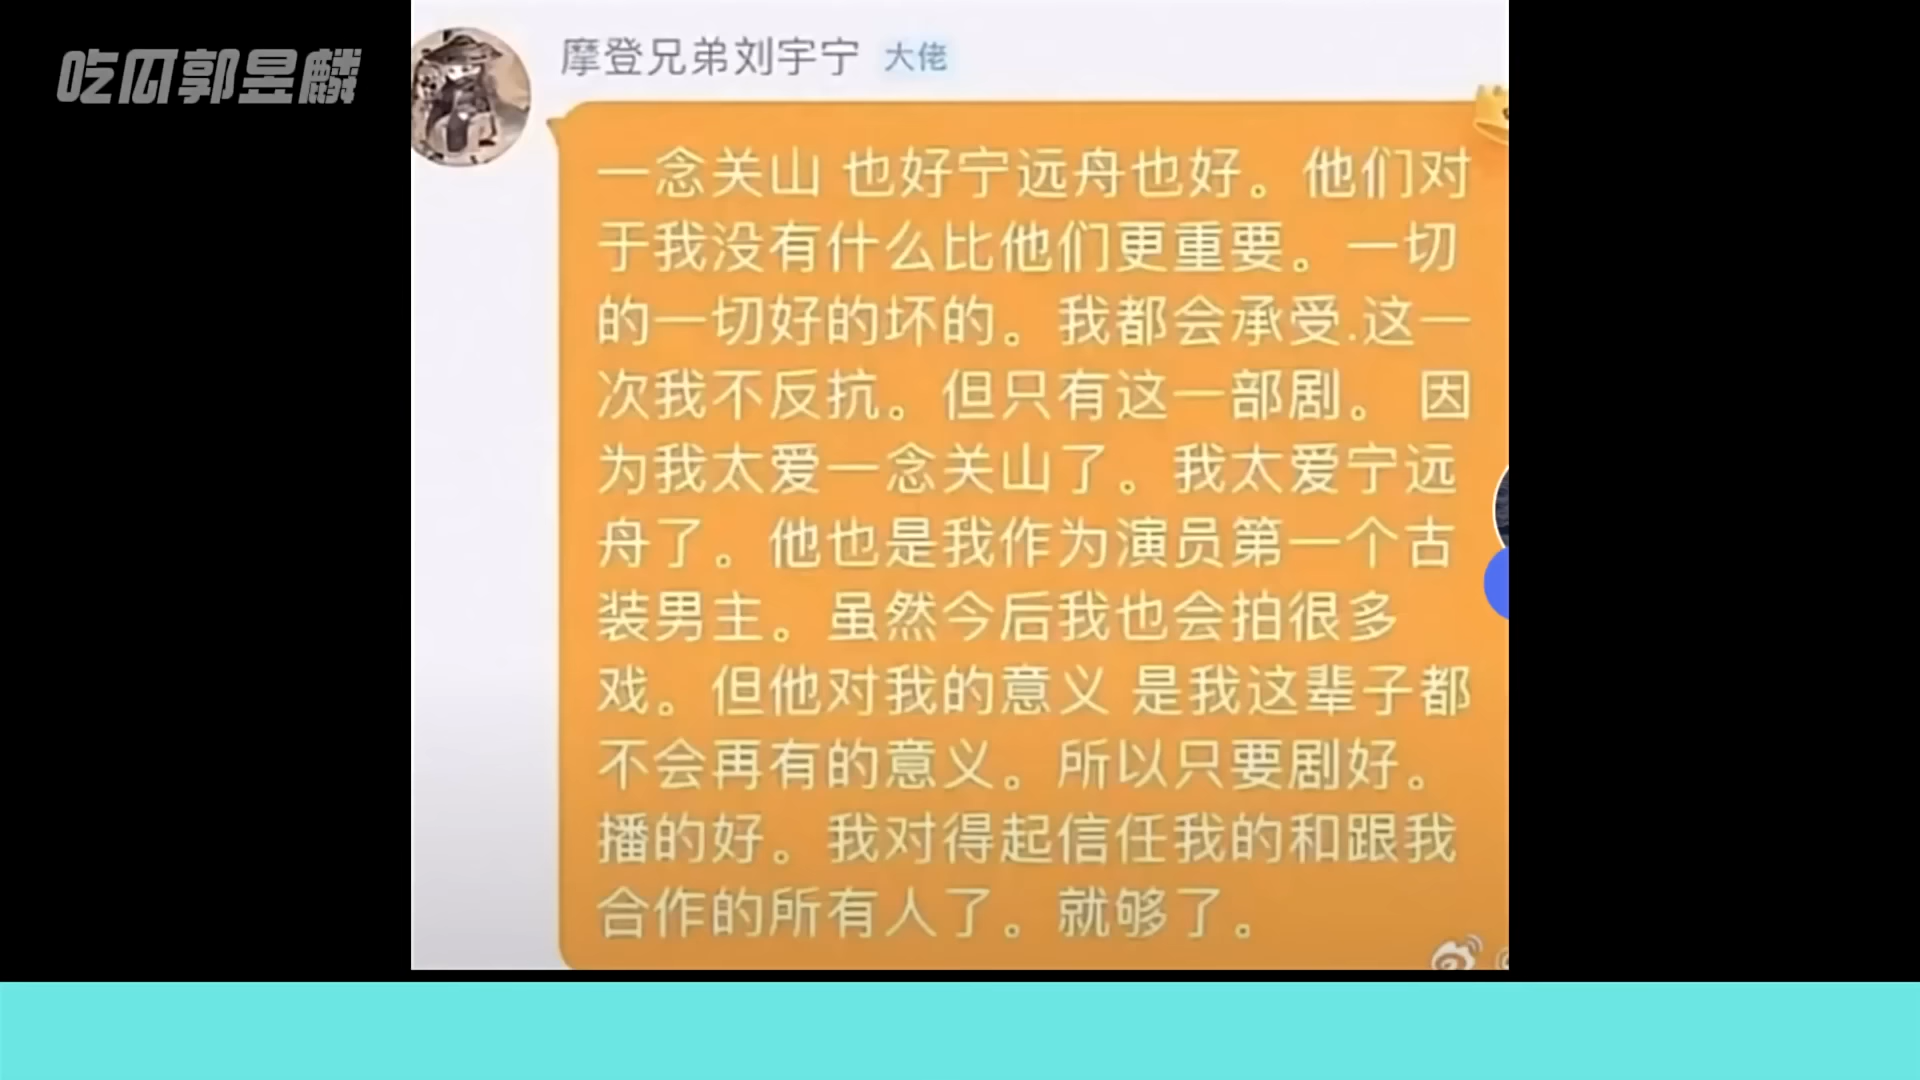 吃瓜郭昱麟
摩登兄弟刘宇宁 大佬
一念关山 也好宁远舟也好。他们对
于我没有什么比他们更重要。一切
的一切好的坏的。我都会承受.这一
次我不反抗。但只有这一部剧。 因
为我太爱一念关山了。我太爱宁远
舟了。他也是我作为演员第一个古
装男主。虽然今后我也会拍很多
戏。但他对我的意义 是我这辈子都
不会再有的意义。所以只要剧好。
播的好。我对得起信任我的和跟我
合作的所有人了。就够了。